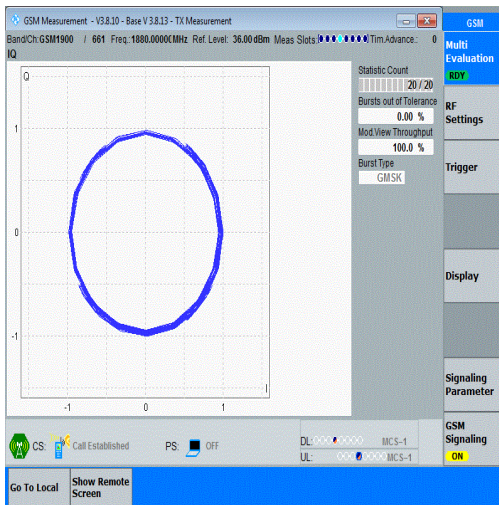 GSM Measurement - V3.8.10 - Base V 3.8.13 - TX Measurement
GSM
Band/Ch:GSM1900 / 661 Freq.:1880.0000(MHz Ref. Level: 36.00 dBm Meas Slots: Tim.Advance.: 0
IQ
Multi
Evaluation
RDY
RF
Settings
Trigger
Display
Signaling
Parameter
GSM
Signaling
ON
Q
1
0
-1
I
-1 0 1
Statistic Count
20 / 20
Bursts out of Tolerance
0.00 %
Mod.View Throughput
100.0 %
Burst Type
GMSK
CS: Call Established PS: OFF
DL: MCS-1
UL: MCS-1
Go To Local
Show Remote
Screen